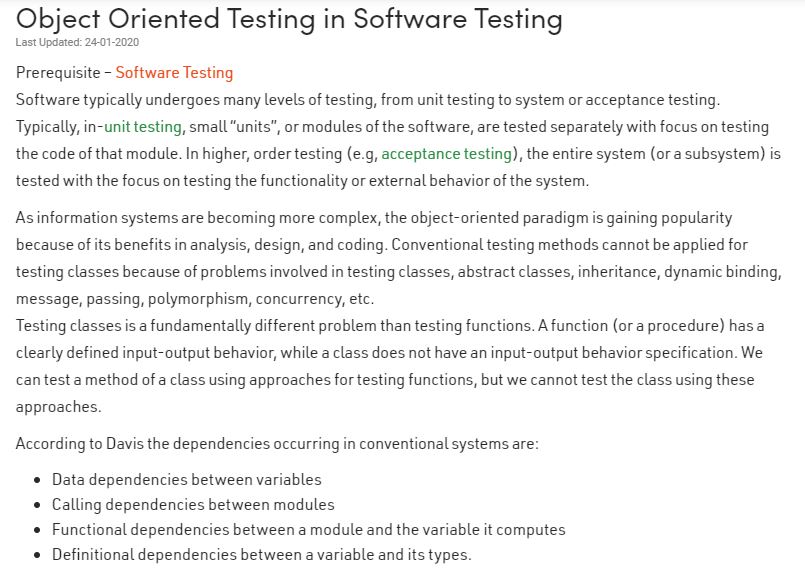 Object Oriented Testing in Software Testing
Last Updated: 24-01-2020
Prerequisite – Software Testing
Software typically undergoes many levels of testing, from unit testing to system or acceptance testing.
Typically, in-unit testing, small “units”, or modules of the software, are tested separately with focus on testing
the code of that module. In higher, order testing (e.g, acceptance testing), the entire system (or a subsystem) is
tested with the focus on testing the functionality or external behavior of the system.
As information systems are becoming more complex, the object-oriented paradigm is gaining popularity
because of its benefits in analysis, design, and coding. Conventional testing methods cannot be applied for
testing classes because of problems involved in testing classes, abstract classes, inheritance, dynamic binding,
message, passing, polymorphism, concurrency, etc.
Testing classes is a fundamentally different problem than testing functions. A function (or a procedure) has a
clearly defined input-output behavior, while a class does not have an input-output behavior specification. We
can test a method of a class using approaches for testing functions, but we cannot test the class using these
approaches.
According to Davis the dependencies occurring in conventional systems are:
• Data dependencies between variables
• Calling dependencies between modules
• Functional dependencies between a module and the variable it computes
• Definitional dependencies between a variable and its types.